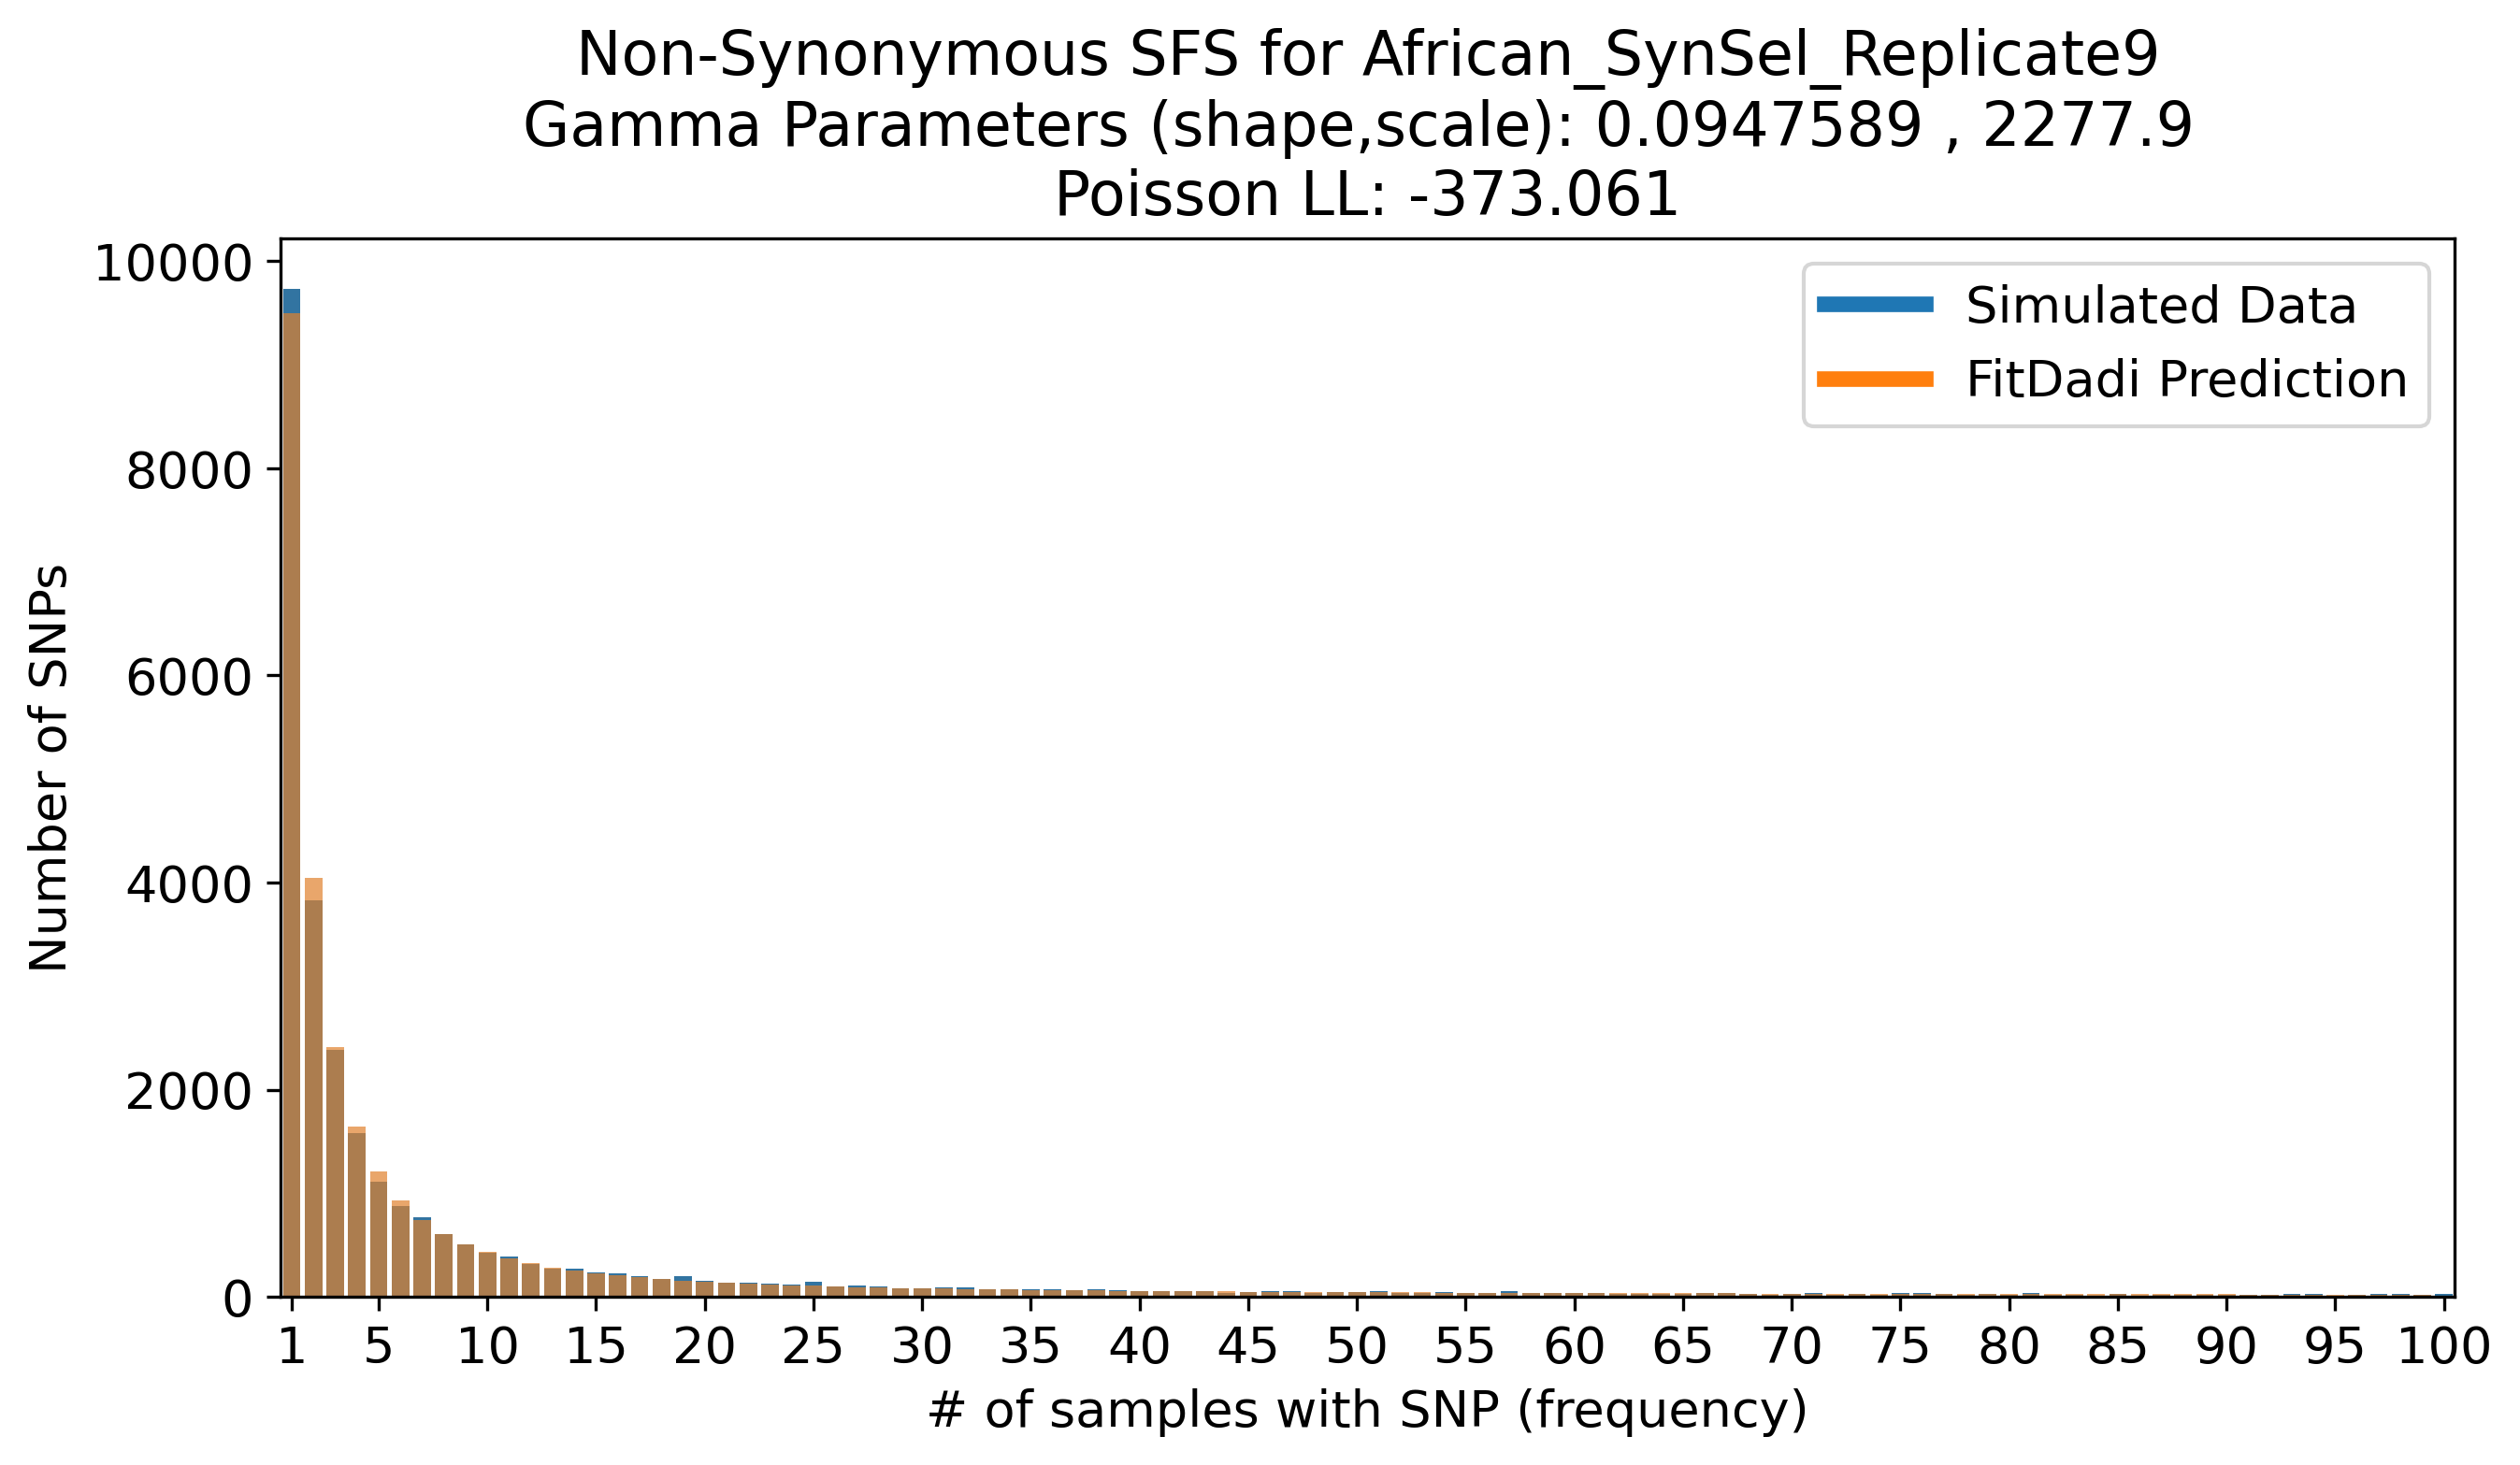 Non-Synonymous SFS for African_SynSel_Replicate9
Gamma Parameters (shape,scale): 0.0947589 , 2277.9
Poisson LL: -373.061
10000
8000
6000
4000
2000
0
Number of SNPs
Simulated Data
FitDadi Prediction
1 5 10 15 20 25 30 35 40 45 50 55 60 65 70 75 80 85 90 95 100
# of samples with SNP (frequency)